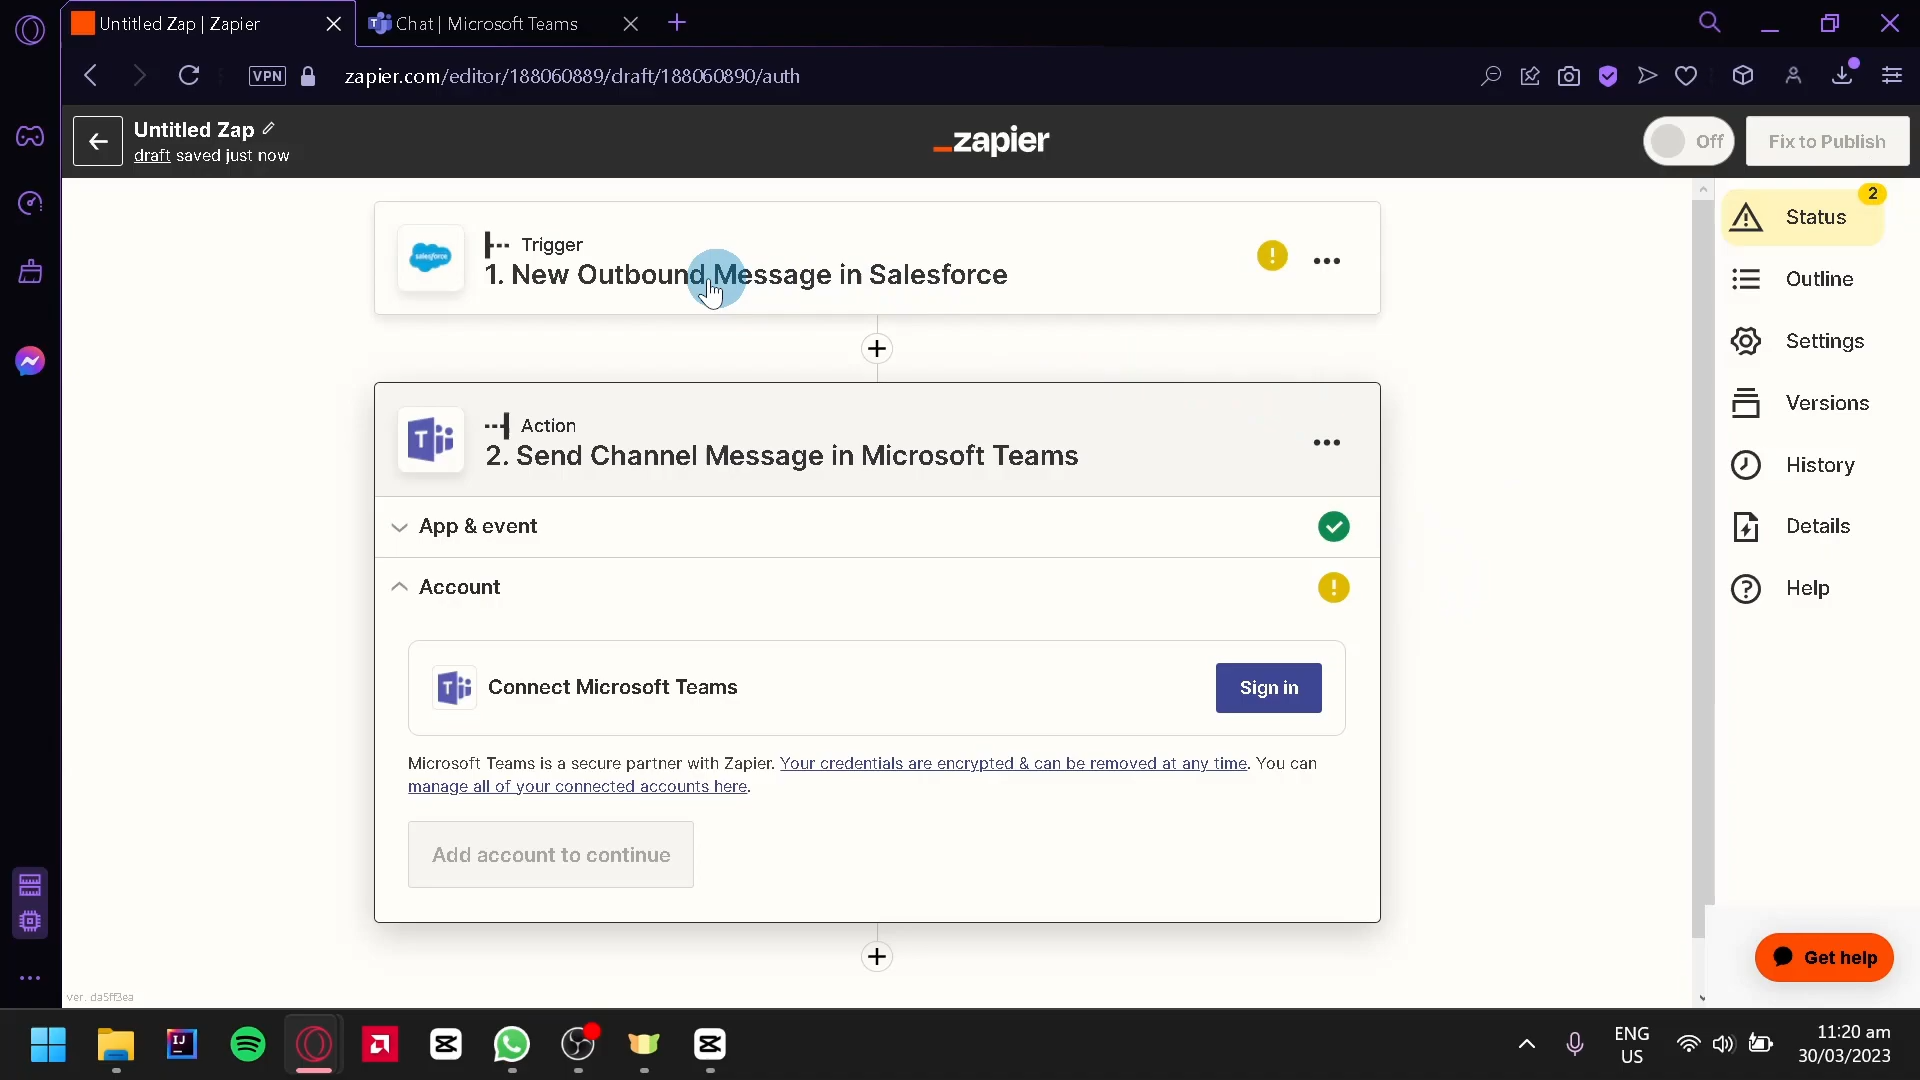 Untitled Zap | Zapier
Chat | Microsoft Teams
VPN
zapier.com/editor/188060889/draft/188060890/auth
Untitled Zap
draft saved just now
_zapier
Off
Fix to Publish
salesforce
Trigger
1. New Outbound Message in Salesforce
Action
2. Send Channel Message in Microsoft Teams
App & event
Account
Connect Microsoft Teams
Sign in
Microsoft Teams is a secure partner with Zapier. Your credentials are encrypted & can be removed at any time. You can
manage all of your connected accounts here.
Add account to continue
2
Status
Outline
Settings
Versions
History
Details
Help
Get help
ver. da5ff3ea
ENG
US
11:20 am
30/03/2023